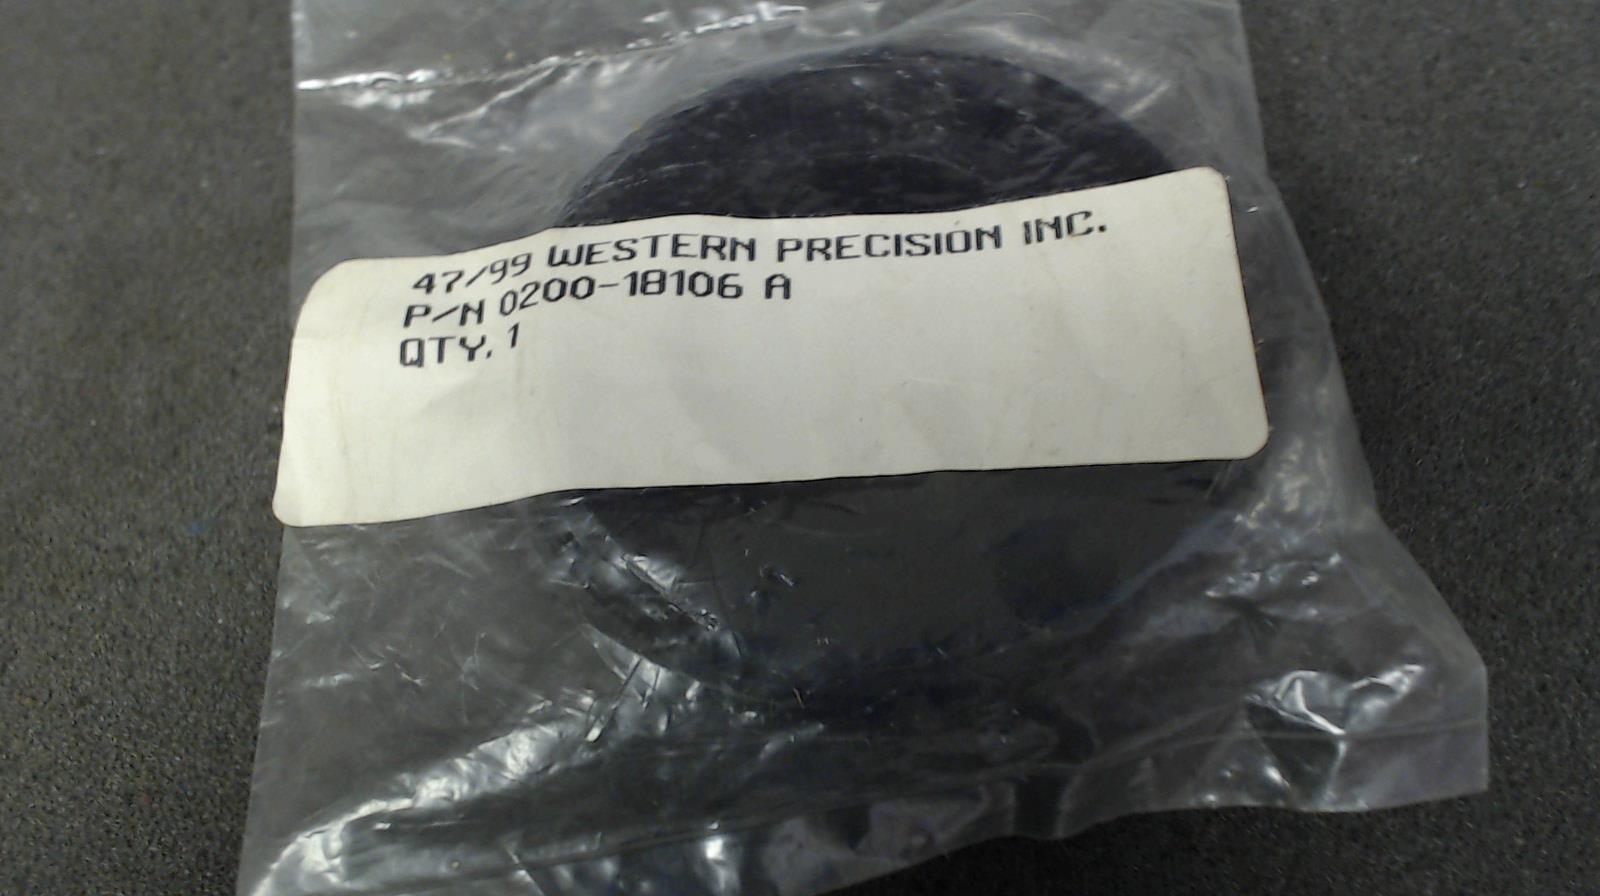 47/99 WESTERN PRECISION INC.
P/N 0200-18106 A
QTY. 1